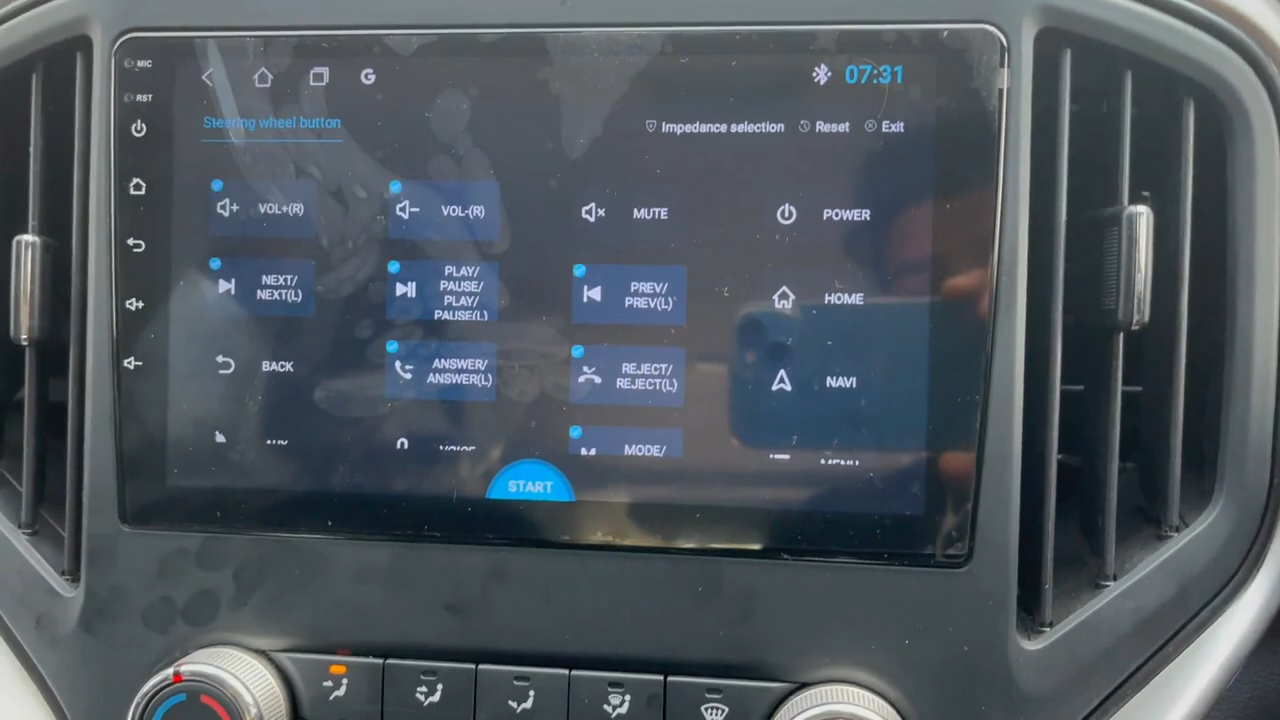 MIC
07:31
RST
Steering wheel button
Impedance selection
Reset
Exit
VOL+(R)
VOL-(R)
MUTE
POWER
NEXT/
NEXT(L)
PLAY/
PAUSE/
PLAY/
PAUSE(L)
PREV/
PREV(L)
HOME
BACK
ANSWER/
ANSWER(L)
REJECT/
REJECT(L)
NAVI
MODE/
START